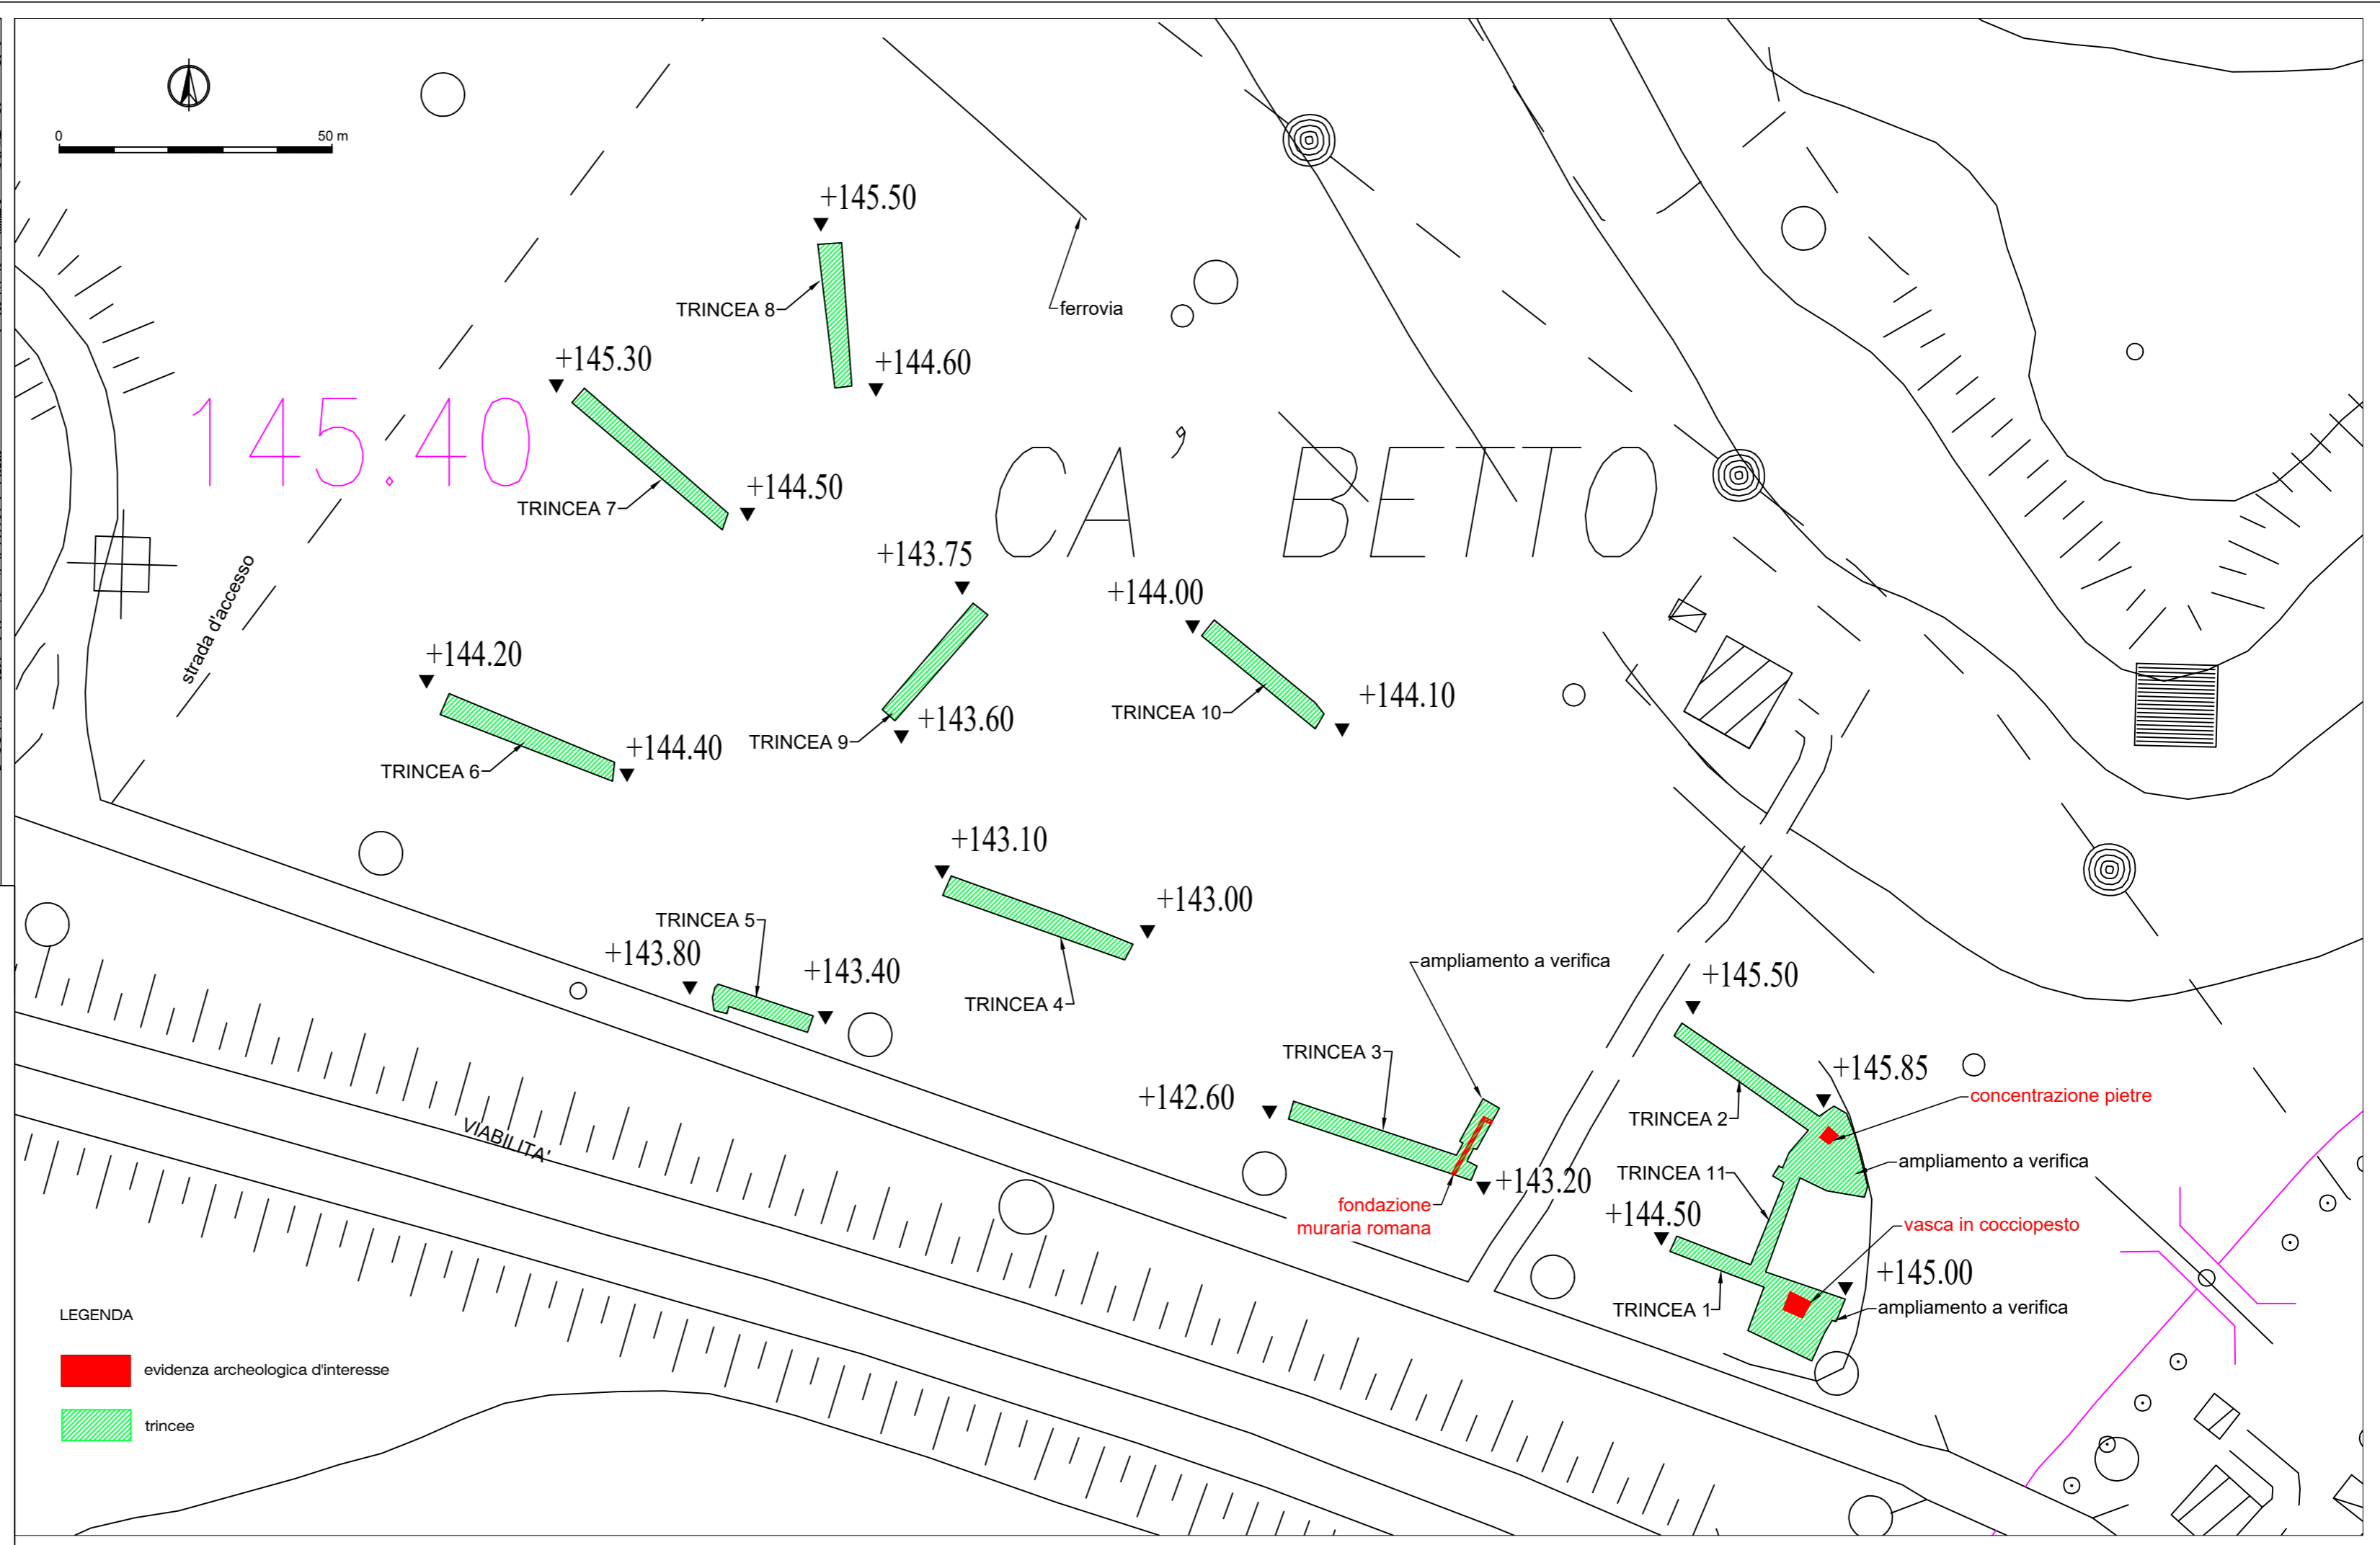 0
50 m
+145.50
TRINCEA 8
ferrovia
+145.30
+144.60
145.40
TRINCEA 7
+144.50
CA' BETTO
+143.75
+144.00
strada d'accesso
+144.20
+144.10
TRINCEA 10
+143.60
TRINCEA 9
+144.40
TRINCEA 6
+143.10
+143.00
TRINCEA 5
+143.80
+143.40
TRINCEA 4
ampliamento a verifica
+145.50
TRINCEA 3
+142.60
+145.85
concentrazione pietre
TRINCEA 2
VIABILITA'
ampliamento a verifica
TRINCEA 11
+143.20
fondazione
muraria romana
+144.50
vasca in cocciopesto
+145.00
TRINCEA 1
ampliamento a verifica
LEGENDA
evidenza archeologica d'interesse
trincee